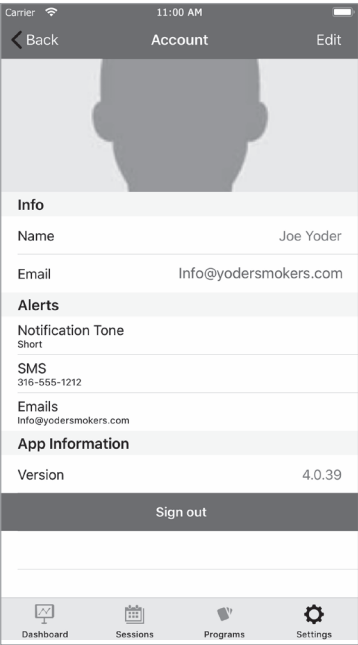 Carrier 11:00 AM
Back Account Edit
Info
Name Joe Yoder
Email Info@yodersmokers.com
Alerts
Notification Tone
Short
SMS
316-555-1212
Emails
Info@yodersmokers.com
App Information
Version 4.0.39
Sign out
Dashboard Sessions Programs Settings